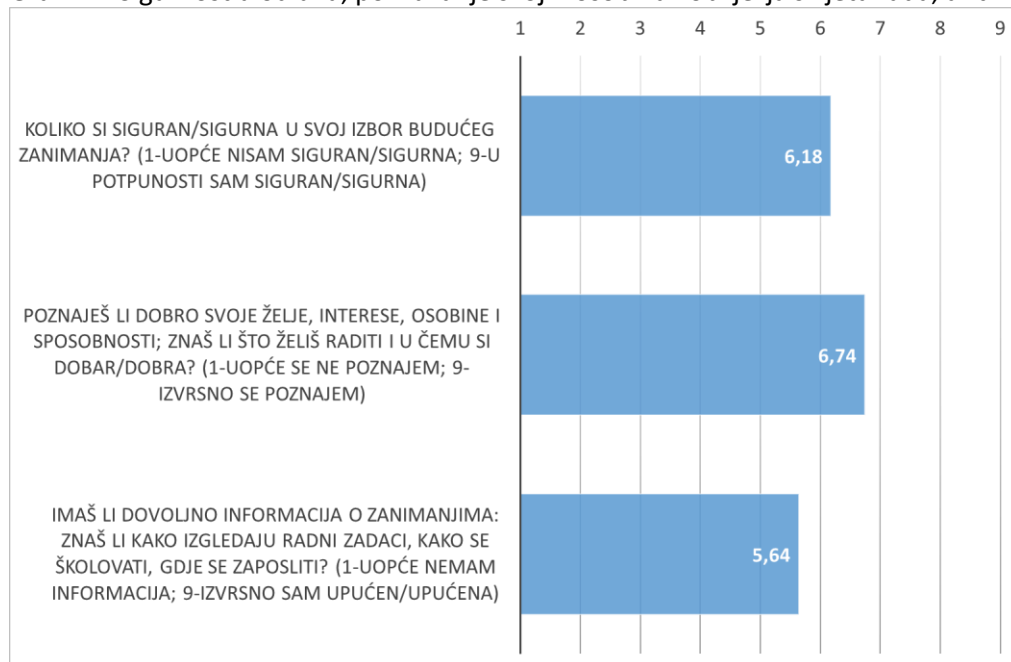 1 2 3 4 5 6 7 8 9
KOLIKO SI SIGURAN/SIGURNA U SVOJ IZBOR BUDUĆEG
ZANIMANJA? (1-UOPĆE NISAM SIGURAN/SIGURNA; 9-U
POTPUNOSTI SAM SIGURAN/SIGURNA)
6,18
POZNAJEŠ LI DOBRO SVOJE ŽELJE, INTERESE, OSOBINE I
SPOSOBNOSTI; ZNAŠ LI ŠTO ŽELIŠ RADITI I U ČEMU SI
DOBAR/DOBRA? (1-UOPĆE SE NE POZNAJEM; 9-
IZVRSNO SE POZNAJEM)
6,74
IMAŠ LI DOVOLJNO INFORMACIJA O ZANIMANJIMA:
ZNAŠ LI KAKO IZGLEDAJU RADNI ZADACI, KAKO SE
ŠKOLOVATI, GDJE SE ZAPOSLITI? (1-UOPĆE NEMAM
INFORMACIJA; 9-IZVRSNO SAM UPUĆEN/UPUĆENA)
5,64